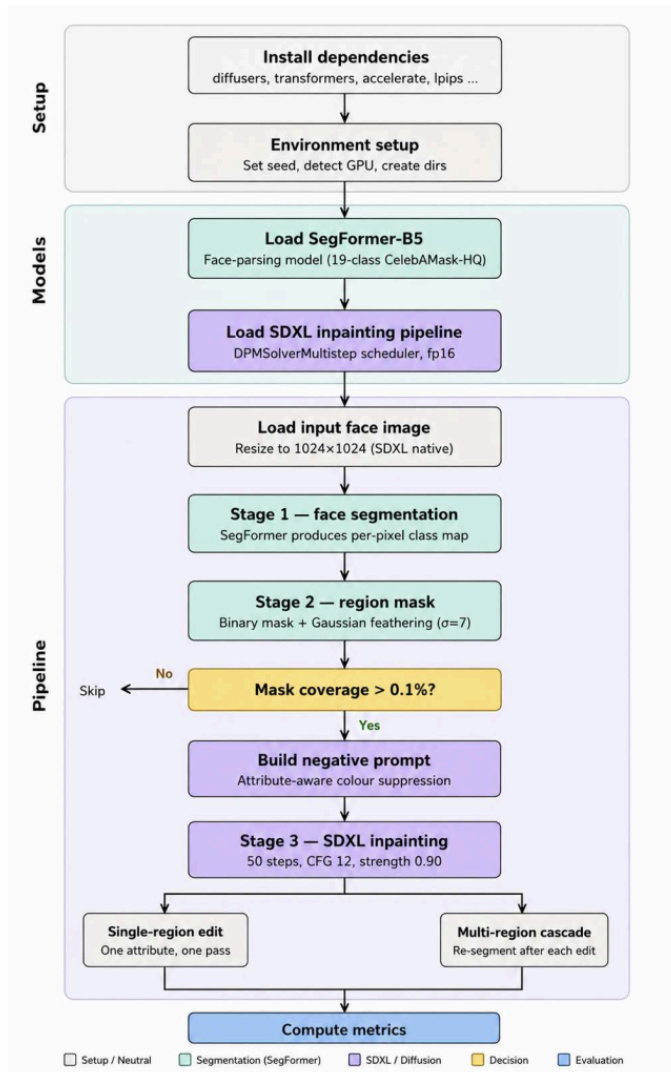 Setup
Install dependencies
diffusers, transformers, accelerate, lpips ...
Environment setup
Set seed, detect GPU, create dirs
Models
Load SegFormer-B5
Face-parsing model (19-class CelebAMask-HQ)
Load SDXL inpainting pipeline
DPMSolverMultistep scheduler, fp16
Pipeline
Load input face image
Resize to 1024×1024 (SDXL native)
Stage 1 — face segmentation
SegFormer produces per-pixel class map
Stage 2 — region mask
Binary mask + Gaussian feathering (σ=7)
Mask coverage > 0.1%?
No
Skip
Yes
Build negative prompt
Attribute-aware colour suppression
Stage 3 — SDXL inpainting
50 steps, CFG 12, strength 0.90
Single-region edit
One attribute, one pass
Multi-region cascade
Re-segment after each edit
Compute metrics
Setup / Neutral
Segmentation (SegFormer)
SDXL / Diffusion
Decision
Evaluation